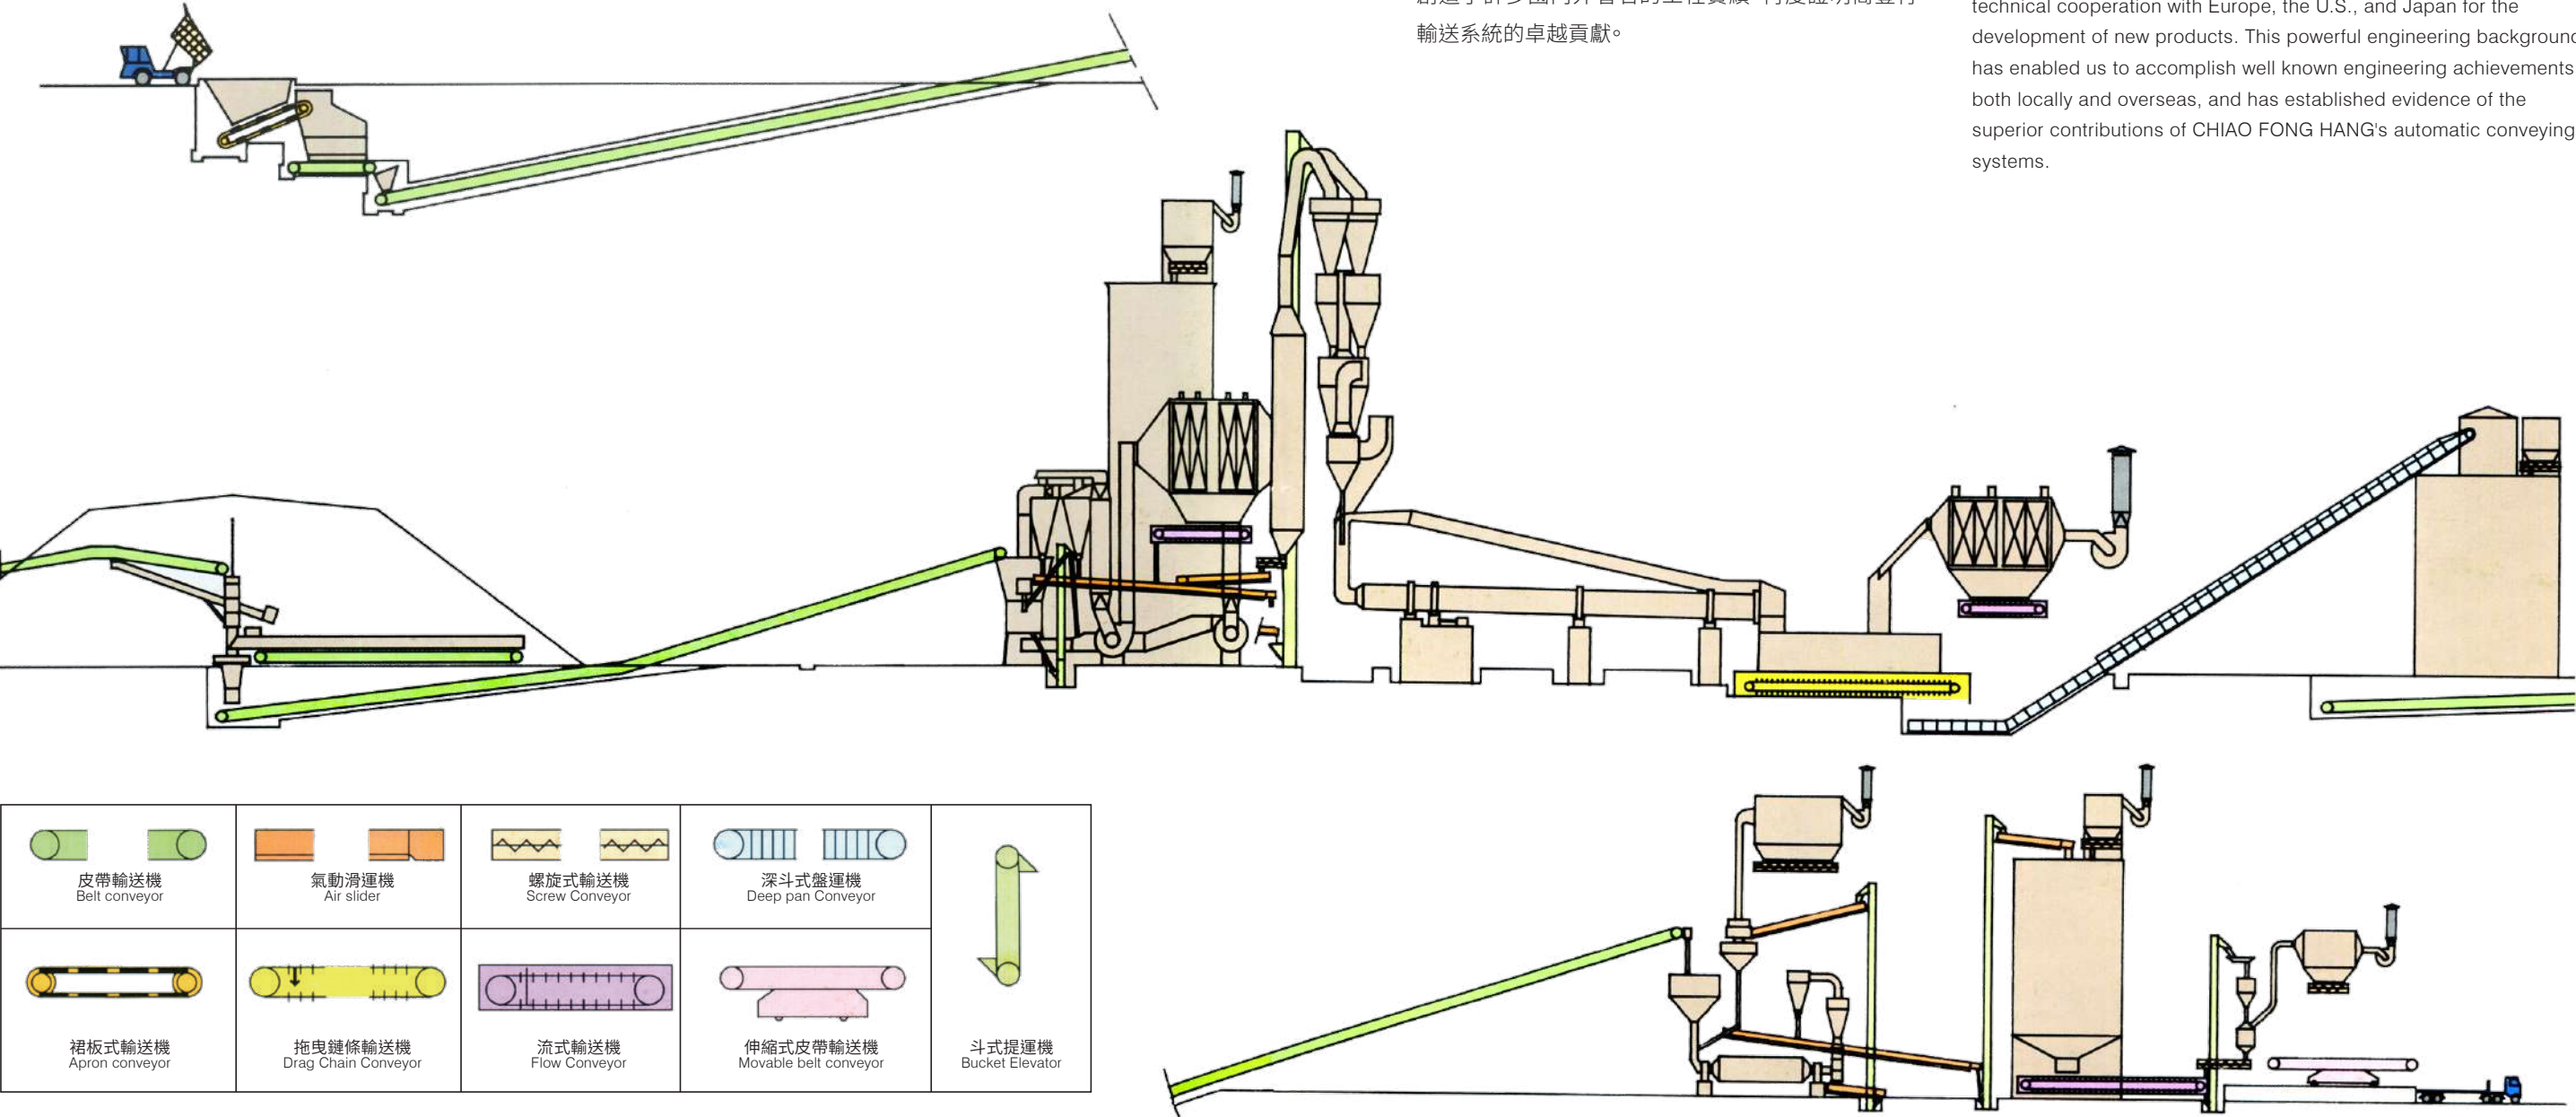 輸送系統的卓越貢獻。
technical cooperation with Europe, the U.S., and Japan for the
development of new products. This powerful engineering background
has enabled us to accomplish well known engineering achievements
both locally and overseas, and has established evidence of the
superior contributions of CHIAO FONG HANG's automatic conveying
systems.
皮帶輸送機
Belt conveyor
氣動滑運機
Air slider
螺旋式輸送機
Screw Conveyor
深斗式盤運機
Deep pan Conveyor
裙板式輸送機
Apron conveyor
拖曳鏈條輸送機
Drag Chain Conveyor
流式輸送機
Flow Conveyor
伸縮式皮帶輸送機
Movable belt conveyor
斗式提運機
Bucket Elevator